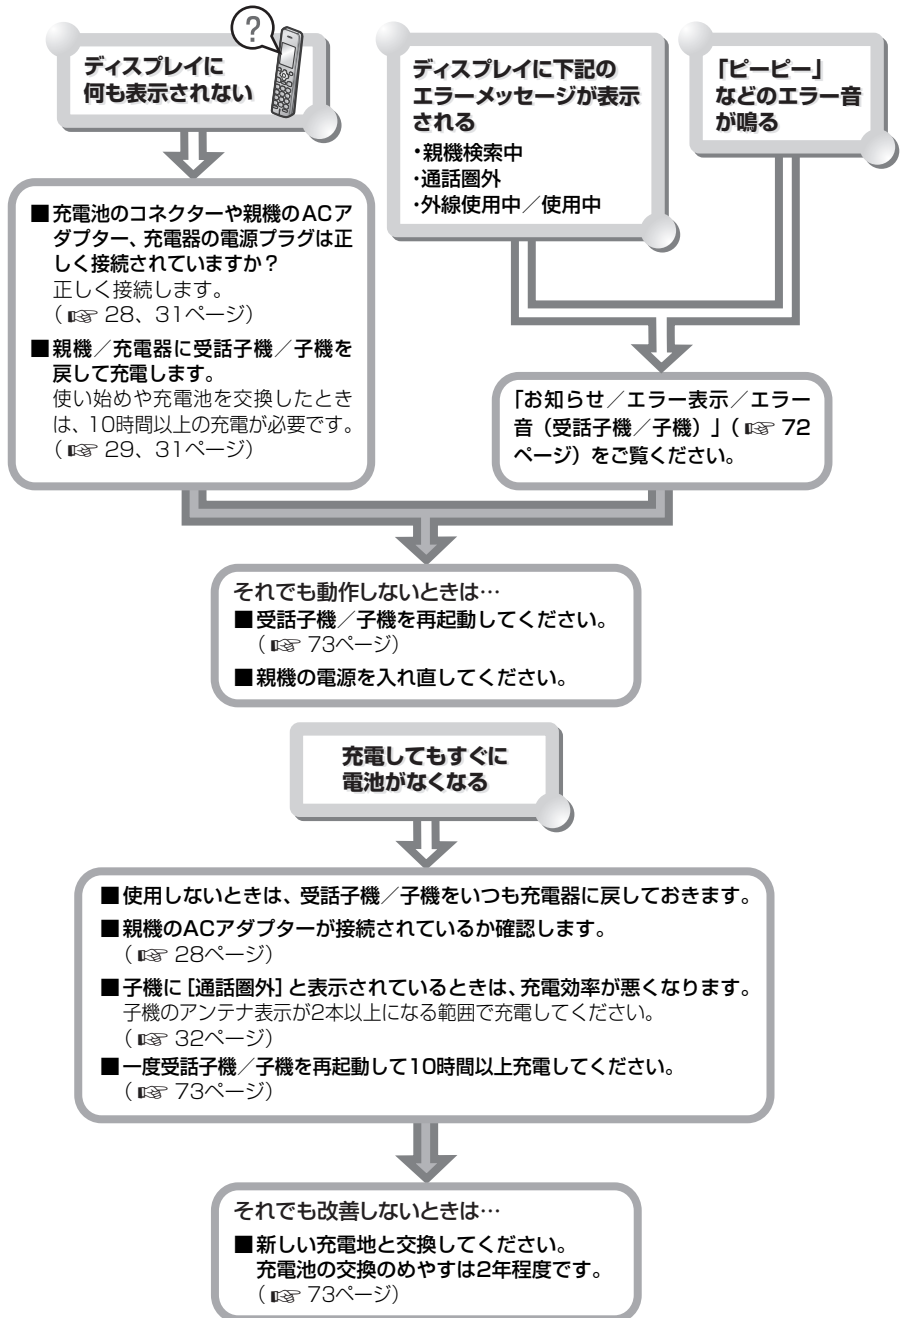 ?
ディスプレイに
何も表示されない
ディスプレイに下記の
エラーメッセージが表示
される
・親機検索中
・通話圏外
・外線使用中／使用中
「ピーピー」
などのエラー音
が鳴る
■充電池のコネクターや親機のACア
ダプター、充電器の電源プラグは正
しく接続されていますか？
正しく接続します。
（☞ 28、31ページ）
■親機／充電器に受話子機／子機を
戻して充電します。
使い始めや充電池を交換したとき
は、10時間以上の充電が必要です。
（☞ 29、31ページ）
「お知らせ／エラー表示／エラー
音（受話子機／子機）」（☞ 72
ページ）をご覧ください。
それでも動作しないときは…
■受話子機／子機を再起動してください。
（☞ 73ページ）
■親機の電源を入れ直してください。
充電してもすぐに
電池がなくなる
■使用しないときは、受話子機／子機をいつも充電器に戻しておきます。
■親機のACアダプターが接続されているか確認します。
（☞ 28ページ）
■子機に［通話圏外］と表示されているときは、充電効率が悪くなります。
子機のアンテナ表示が2本以上になる範囲で充電してください。
（☞ 32ページ）
■一度受話子機／子機を再起動して10時間以上充電してください。
（☞ 73ページ）
それでも改善しないときは…
■新しい充電地と交換してください。
充電池の交換のめやすは2年程度です。
（☞ 73ページ）